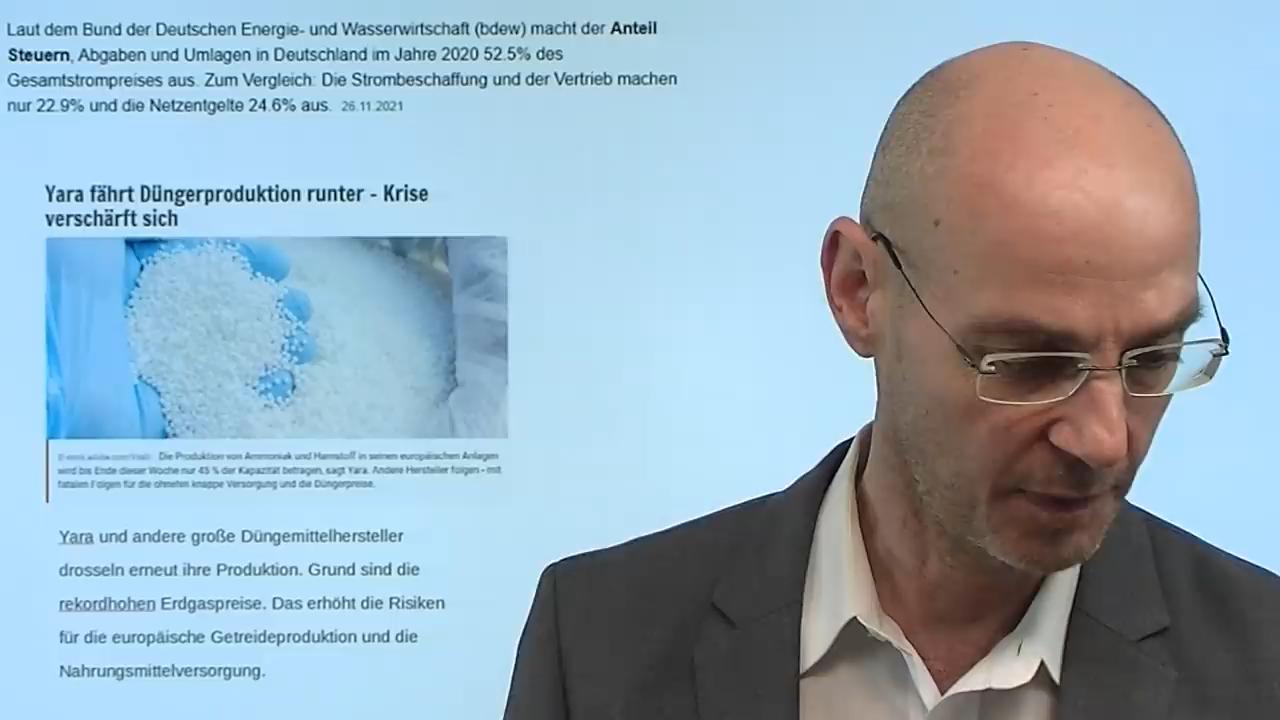 Laut dem Bund der Deutschen Energie- und Wasserwirtschaft (bdew) macht der Anteil
Steuern, Abgaben und Umlagen in Deutschland im Jahre 2020 52.5% des
Gesamtstrompreises aus. Zum Vergleich: Die Strombeschaffung und der Vertrieb machen
nur 22.9% und die Netzentgelte 24.6% aus. 26.11.2021
Yara fährt Düngerproduktion runter - Krise
verschärft sich
Die Produktion von Ammoniak und Harnstoff in seinen europäischen Anlagen
wird bis Ende dieser Woche nur 45 % der Kapazität betragen, sagt Yara. Andere Hersteller folgen - mit
fatalen Folgen für die ohnehin knappe Versorgung und die Düngerpreise.
Yara und andere große Düngemittelhersteller
drosseln erneut ihre Produktion. Grund sind die
rekordhohen Erdgaspreise. Das erhöht die Risiken
für die europäische Getreideproduktion und die
Nahrungsmittelversorgung.